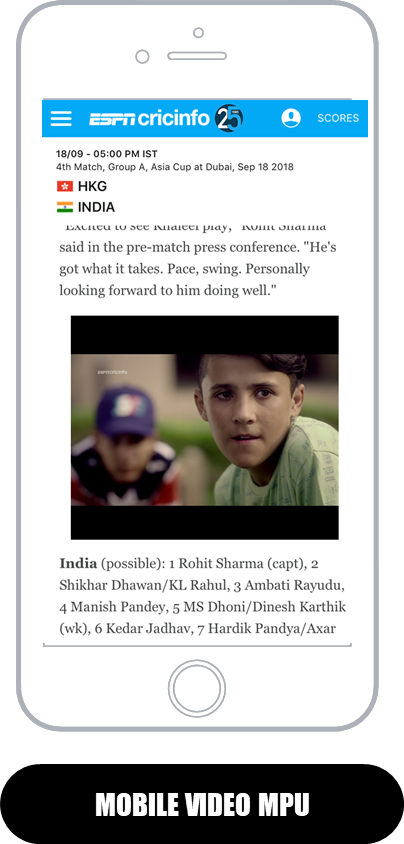 ESPN cricinfo 25 SCORES
18/09 - 05:00 PM IST
4th Match, Group A, Asia Cup at Dubai, Sep 18 2018
HKG
INDIA
"Excited to see Khaleel play," Rohit Sharma
said in the pre-match press conference. "He's
got what it takes. Pace, swing. Personally
looking forward to him doing well."
espncricinfo
India (possible): 1 Rohit Sharma (capt), 2
Shikhar Dhawan/KL Rahul, 3 Ambati Rayudu,
4 Manish Pandey, 5 MS Dhoni/Dinesh Karthik
(wk), 6 Kedar Jadhav, 7 Hardik Pandya/Axar
MOBILE VIDEO MPU